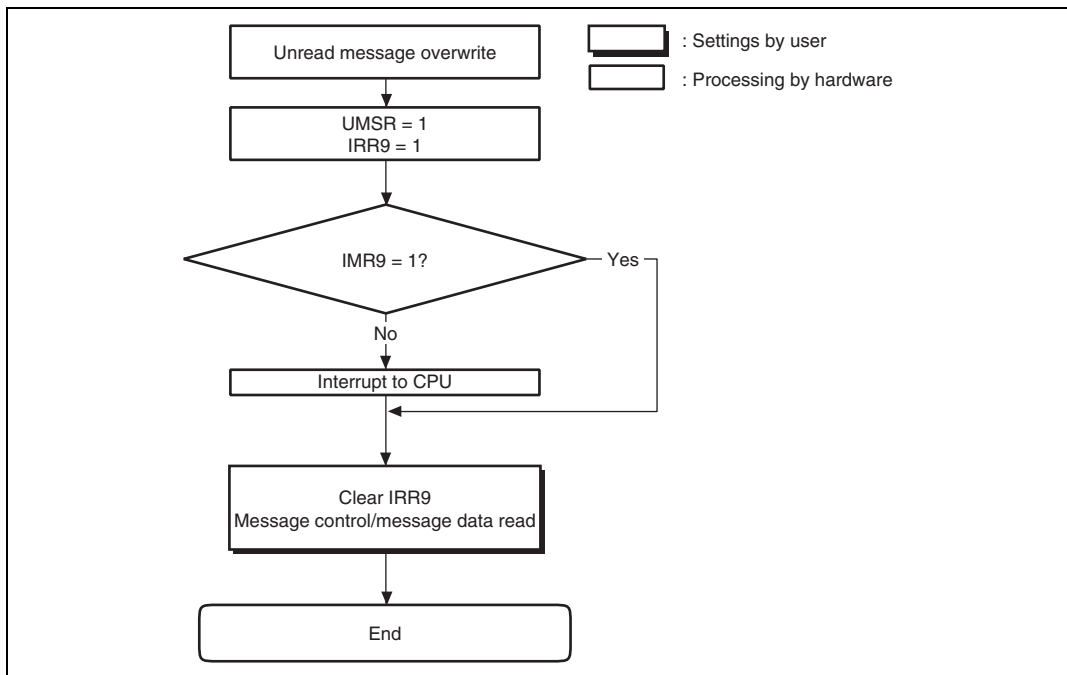 Unread message overwrite
: Settings by user
: Processing by hardware
UMSR = 1
IRR9 = 1
IMR9 = 1?
Yes
No
Interrupt to CPU
Clear IRR9
Message control/message data read
End